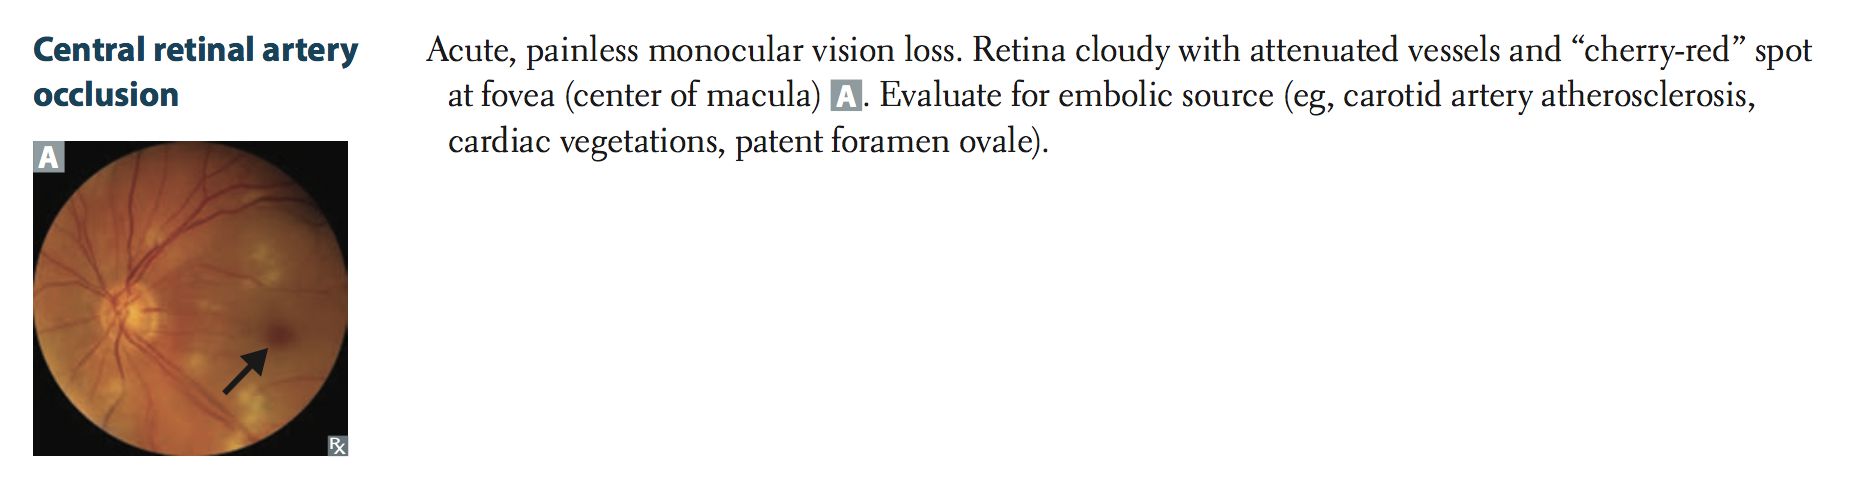 Central retinal artery
occlusion
Acute, painless monocular vision loss. Retina cloudy with attenuated vessels and “cherry-red” spot
at fovea (center of macula) A. Evaluate for embolic source (eg, carotid artery atherosclerosis,
cardiac vegetations, patent foramen ovale).
A
Rx